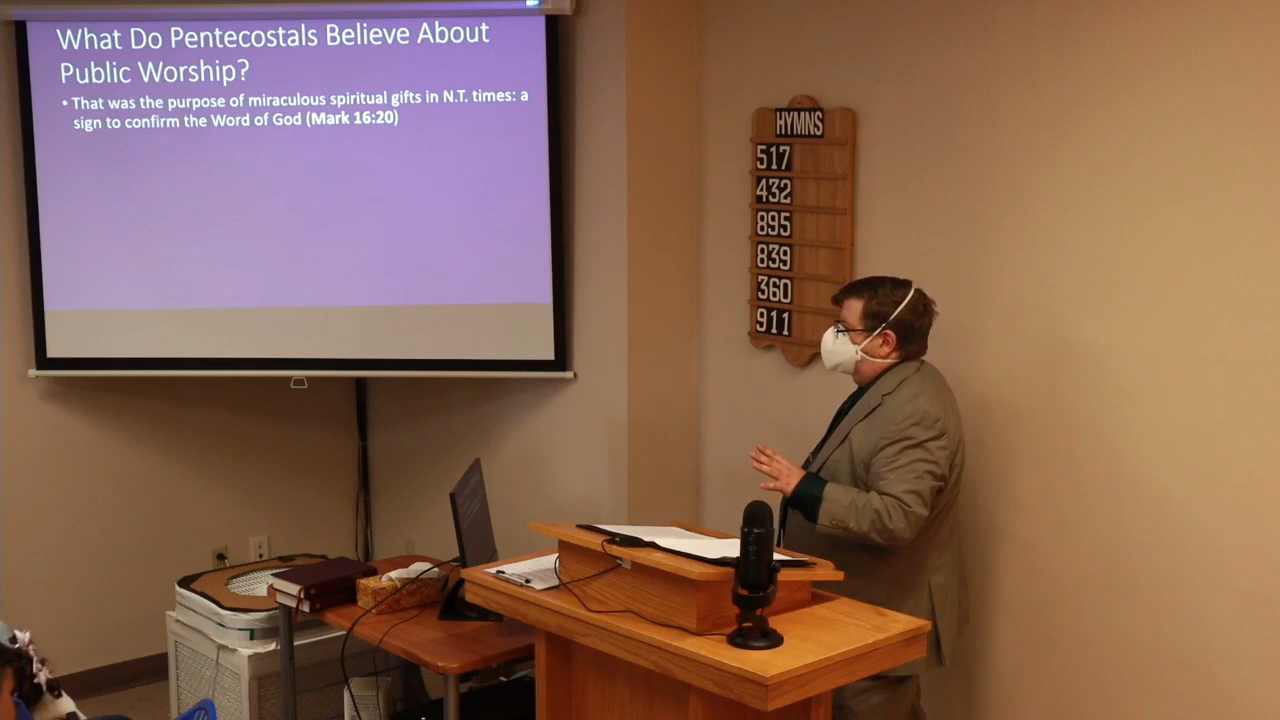 What Do Pentecostals Believe About
Public Worship?
• That was the purpose of miraculous spiritual gifts in N.T. times: a
sign to confirm the Word of God (Mark 16:20)
HYMNS
517
432
895
839
360
911